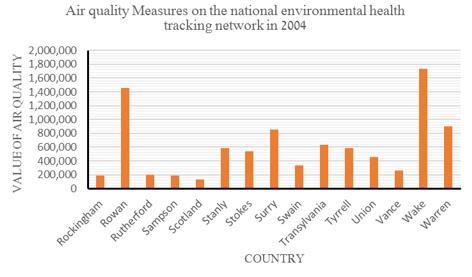 Air quality Measures on the national environmental health
tracking network in 2004
VALUE OF AIR QUALITY
2,000,000
1,800,000
1,600,000
1,400,000
1,200,000
1,000,000
800,000
600,000
400,000
200,000
0
Rockingham
Rowan
Rutherford
Sampson
Scotland
Stanly
Stokes
Surry
Swain
Transylvania
Tyrrell
Union
Vance
Wake
Warren
COUNTRY